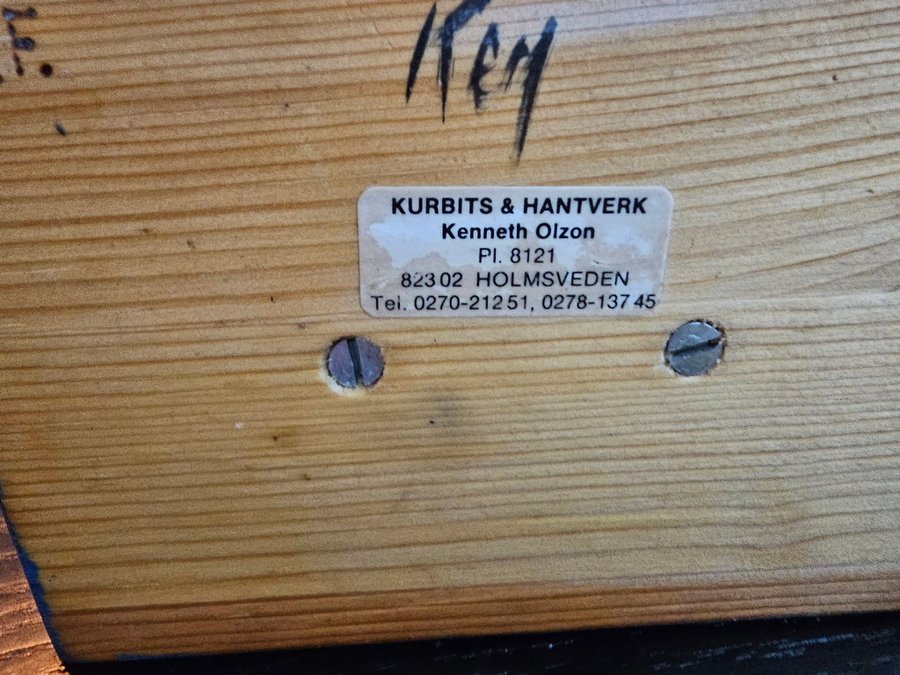 Ken
KURBITS & HANTVERK
Kenneth Olzon
Pl. 8121
823 02 HOLMSVEDEN
Tel. 0270-212 51, 0278-137 45